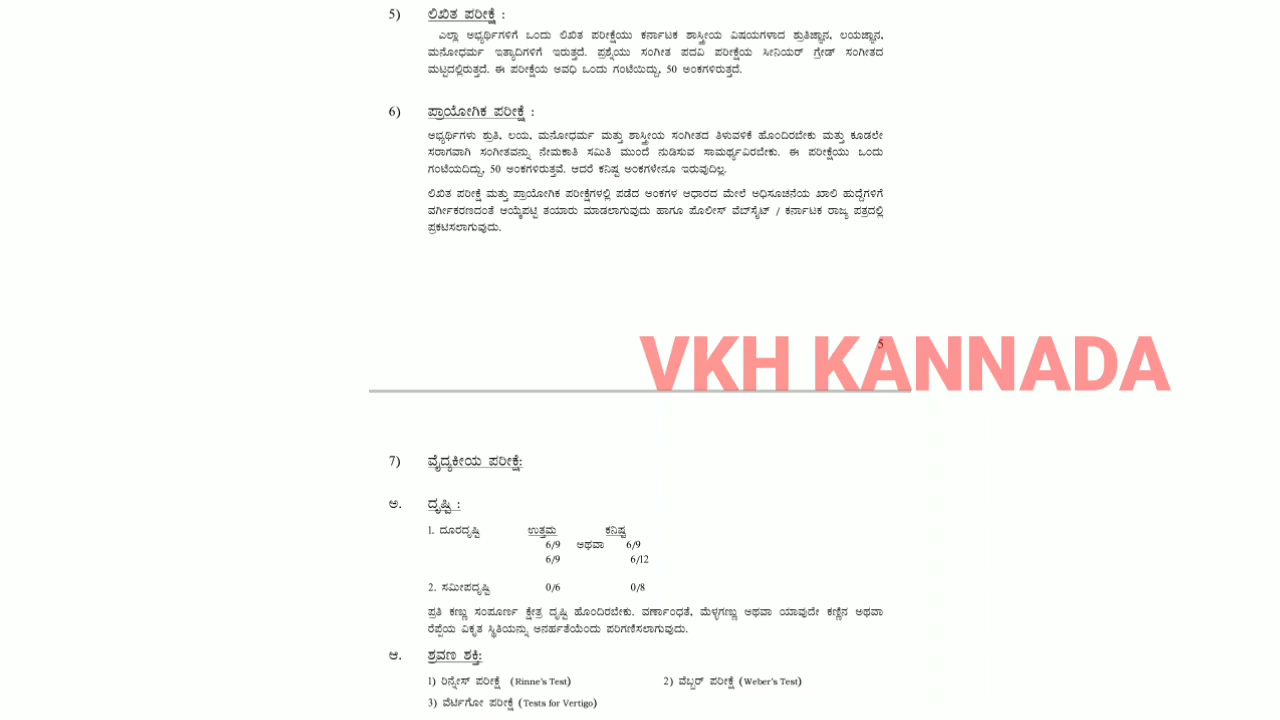 5) ಲಿಖಿತ ಪರೀಕ್ಷೆ :
ಎಲ್ಲಾ ಅಭ್ಯರ್ಥಿಗಳಿಗೆ ಒಂದು ಲಿಖಿತ ಪರೀಕ್ಷೆಯು ಕರ್ನಾಟಕ ಶಾಸ್ತ್ರೀಯ ವಿಷಯಗಳಾದ ಶ್ರುತಿಜ್ಞಾನ, ಲಯಜ್ಞಾನ,
ಮನೋಧರ್ಮ ಇತ್ಯಾದಿಗಳಿಗೆ ಇರುತ್ತದೆ. ಪ್ರಶ್ನೆಯು ಸಂಗೀತ ಪದವಿ ಪರೀಕ್ಷೆಯ ಸೀನಿಯರ್ ಗ್ರೇಡ್ ಸಂಗೀತದ
ಮಟ್ಟದಲ್ಲಿರುತ್ತದೆ. ಈ ಪರೀಕ್ಷೆಯ ಅವಧಿ ಒಂದು ಗಂಟೆಯಿದ್ದು, 50 ಅಂಕಗಳಿರುತ್ತದೆ.
6) ಪ್ರಾಯೋಗಿಕ ಪರೀಕ್ಷೆ :
ಅಭ್ಯರ್ಥಿಗಳು ಶ್ರುತಿ, ಲಯ, ಮನೋಧರ್ಮ ಮತ್ತು ಶಾಸ್ತ್ರೀಯ ಸಂಗೀತದ ತಿಳುವಳಿಕೆ ಹೊಂದಿರಬೇಕು ಮತ್ತು ಕೂಡಲೇ
ಸರಾಗವಾಗಿ ಸಂಗೀತವನ್ನು ನೇಮಕಾತಿ ಸಮಿತಿ ಮುಂದೆ ನುಡಿಸುವ ಸಾಮರ್ಥ್ಯವಿರಬೇಕು. ಈ ಪರೀಕ್ಷೆಯು ಒಂದು
ಗಂಟೆಯದಿದ್ದು, 50 ಅಂಕಗಳಿರುತ್ತವೆ. ಆದರೆ ಕನಿಷ್ಟ ಅಂಕಗಳೇನೂ ಇರುವುದಿಲ್ಲ.
ಲಿಖಿತ ಪರೀಕ್ಷೆ ಮತ್ತು ಪ್ರಾಯೋಗಿಕ ಪರೀಕ್ಷೆಗಳಲ್ಲಿ ಪಡೆದ ಅಂಕಗಳ ಆಧಾರದ ಮೇಲೆ ಅಧಿಸೂಚನೆಯ ಖಾಲಿ ಹುದ್ದೆಗಳಿಗೆ
ವರ್ಗೀಕರಣದಂತೆ ಆಯ್ಕೆಪಟ್ಟಿ ತಯಾರು ಮಾಡಲಾಗುವುದು ಹಾಗೂ ಪೊಲೀಸ್ ವೆಬ್‌ಸೈಟ್ / ಕರ್ನಾಟಕ ರಾಜ್ಯ ಪತ್ರದಲ್ಲಿ
ಪ್ರಕಟಿಸಲಾಗುವುದು.
5
VKH KANNADA
7) ವೈದ್ಯಕೀಯ ಪರೀಕ್ಷೆ:
ಅ. ದೃಷ್ಟಿ :
1. ದೂರದೃಷ್ಟಿ ಉತ್ತಮ ಕನಿಷ್ಟ
6/9 ಅಥವಾ 6/9
6/9 6/12
2. ಸಮೀಪದೃಷ್ಟಿ 0/6 0/8
ಪ್ರತಿ ಕಣ್ಣು ಸಂಪೂರ್ಣ ಕ್ಷೇತ್ರ ದೃಷ್ಟಿ ಹೊಂದಿರಬೇಕು. ವರ್ಣಾಂಧತೆ, ಮೆಳ್ಳಗಣ್ಣು ಅಥವಾ ಯಾವುದೇ ಕಣ್ಣಿನ ಅಥವಾ
ರೆಪ್ಪೆಯ ವಿಕೃತ ಸ್ಥಿತಿಯನ್ನು ಅನರ್ಹತೆಯೆಂದು ಪರಿಗಣಿಸಲಾಗುವುದು.
ಆ. ಶ್ರವಣ ಶಕ್ತಿ:
1) ರಿನ್ನೇಸ್ ಪರೀಕ್ಷೆ (Rinne's Test) 2) ವೆಬ್ಬರ್ ಪರೀಕ್ಷೆ (Weber's Test)
3) ವೆರ್ಟಿಗೋ ಪರೀಕ್ಷೆ (Tests for Vertigo)